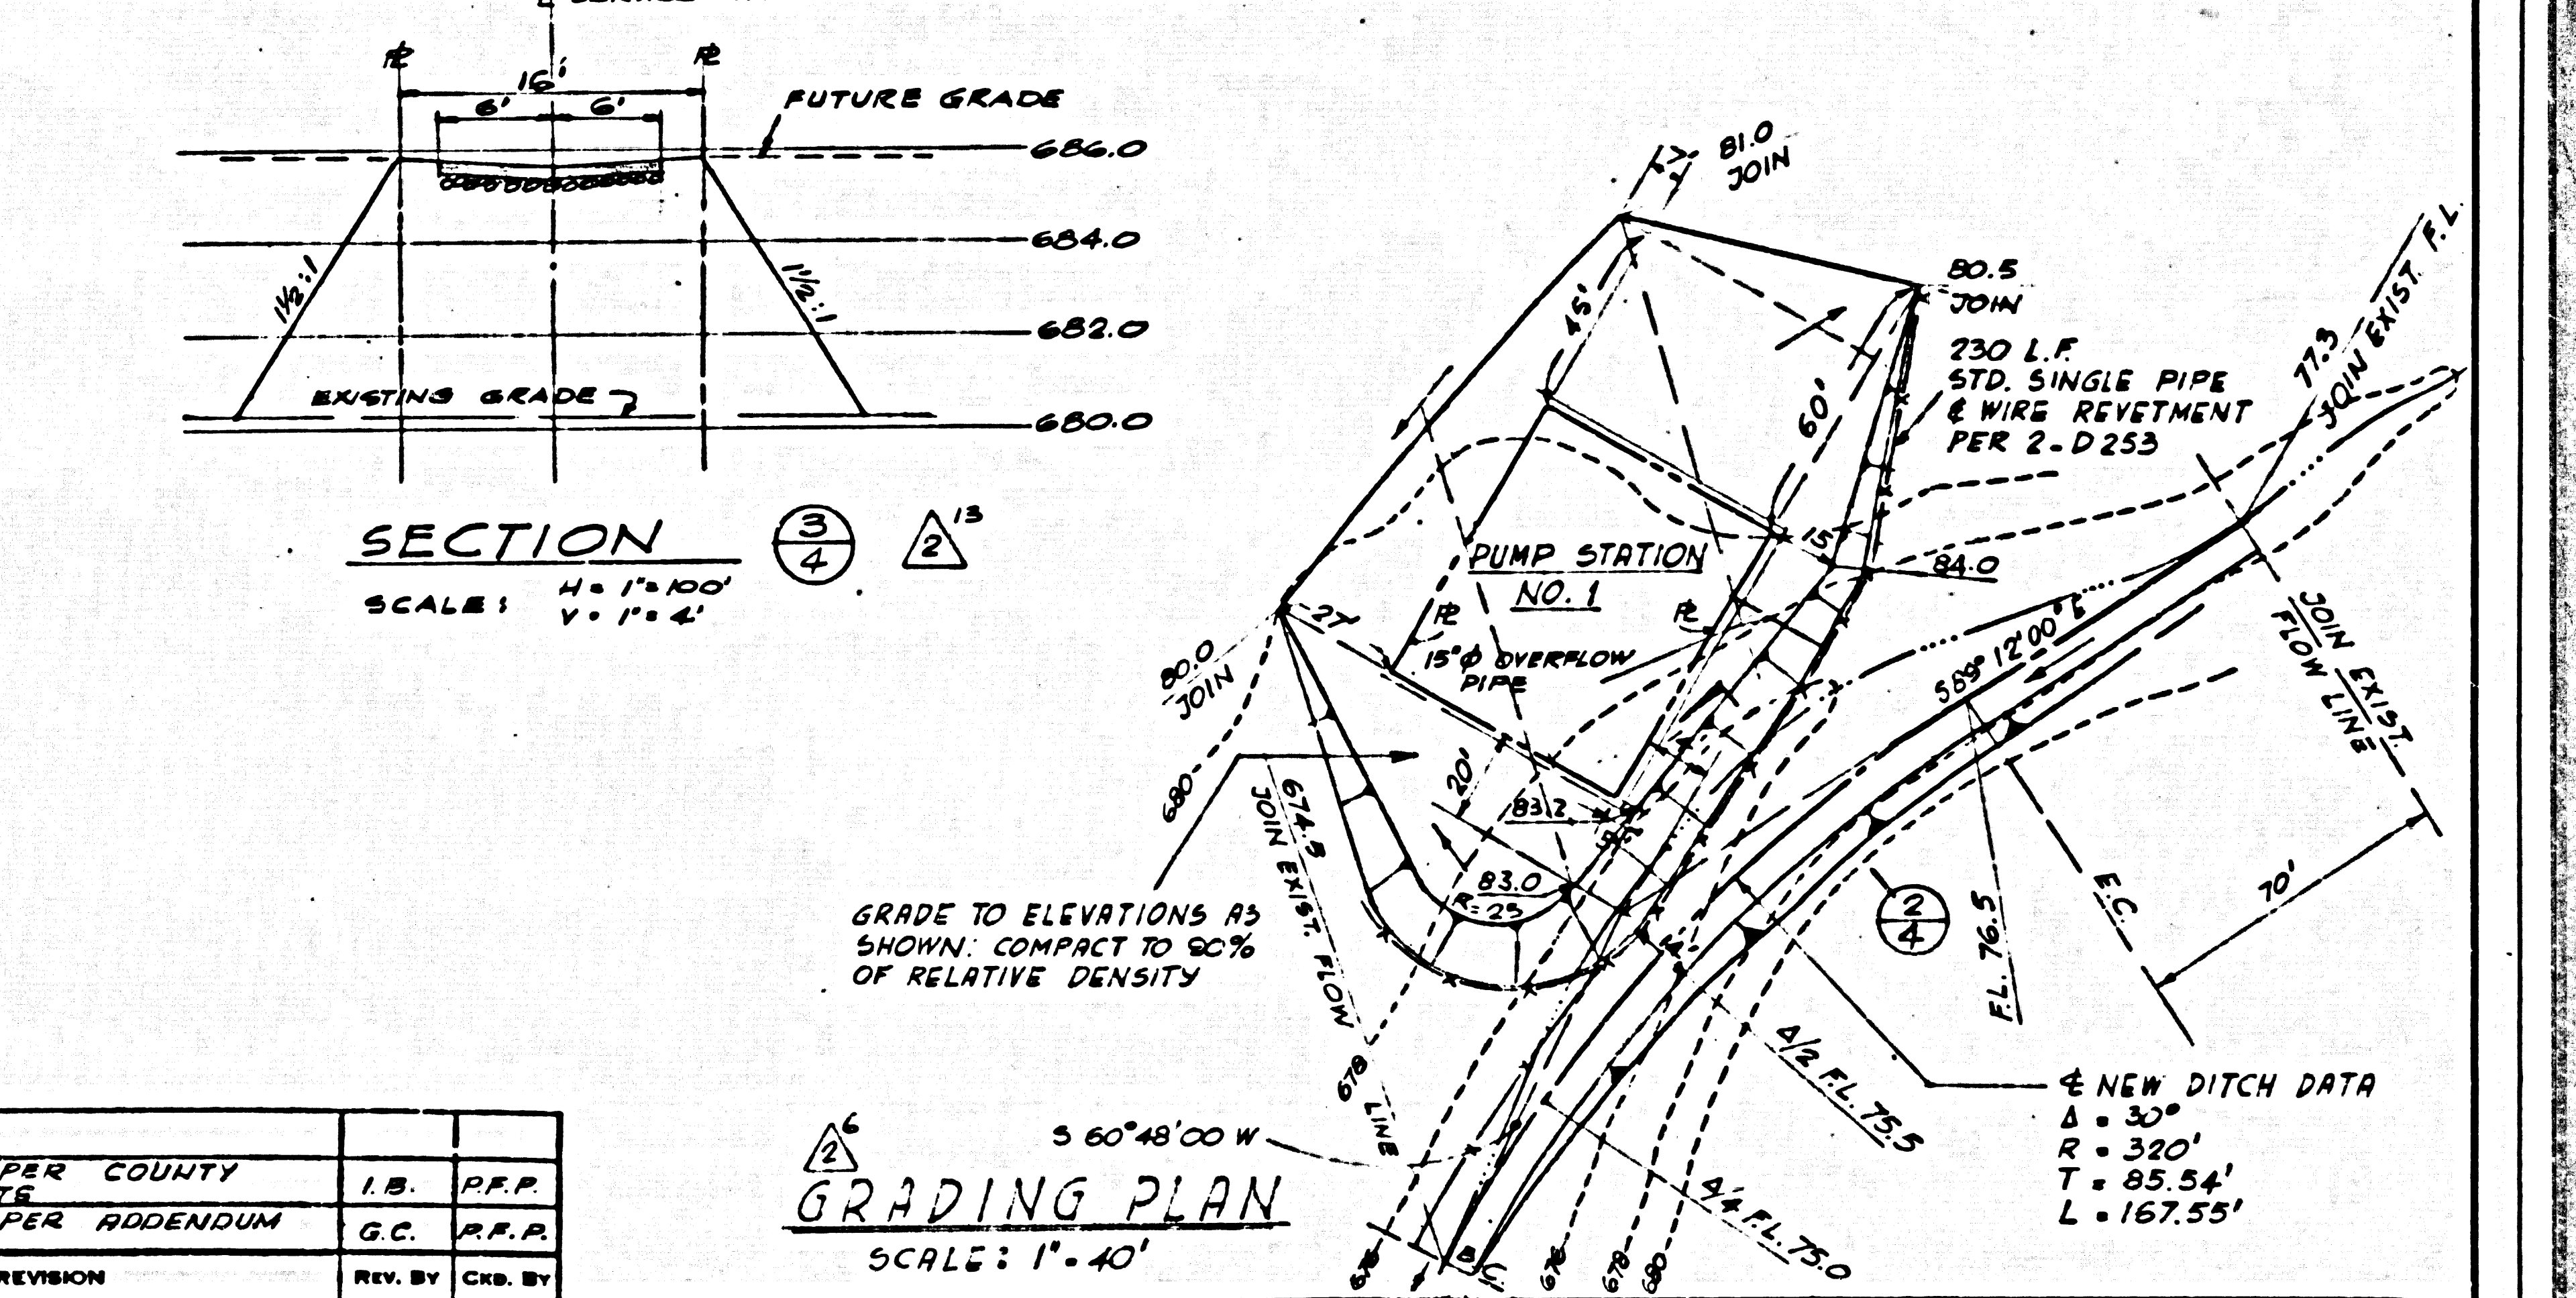 16'
6' 6'
FUTURE GRADE
686.0
684.0
682.0
680.0
1½:1
1½:1
EXISTING GRADE
SECTION
3
4
2
13
SCALE: H = 1"=100'
V = 1"=4'
81.0
JOIN
80.5
JOIN
230 L.F.
STD. SINGLE PIPE
& WIRE REVETMENT
PER 2-D253
77.3
JOIN EXIST. F.L.
45'
60'
15'
84.0
PUMP STATION
NO. 1
27
80.0
JOIN
15"Φ OVERFLOW
PIPE
S89°12'00"E
JOIN EXIST.
FLOW LINE
680
674.5
JOIN EXIST. FLOW LINE
20'
83.2
83.0
R=25
GRADE TO ELEVATIONS AS
SHOWN: COMPACT TO 90%
OF RELATIVE DENSITY
2
4
F.L. 76.5
E.C.
70'
678
Δ/2 F.L. 75.5
Δ/4 F.L. 75.0
℄ NEW DITCH DATA
Δ = 30°
R = 320'
T = 85.54'
L = 167.55'
2
6
S 60°48'00 W
GRADING PLAN
SCALE: 1"=40'
B.C.
676
676
678
680
PER COUNTY
TS
I.B. P.F.P.
PER ADDENDUM
G.C. P.F.P.
REVISION REV. BY CKD. BY